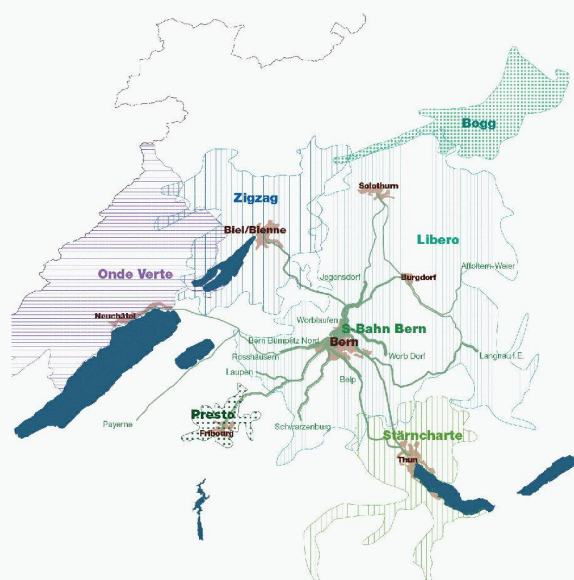 Bogg
Solothurn
Zigzag
Biel/Bienne
Libero
Onde Verte
Jegensdorf
Burgdorf
Affoltern-Weier
Neuchâtel
Worblaufen
S-Bahn Bern
Bern Bümpliz Nord
Bern
Rosshäusern
Worb Dorf
Langnau i.E.
Laupen
Belp
Presto
Payerne
Fribourg
Schwarzenburg
Stärncharte
Thun